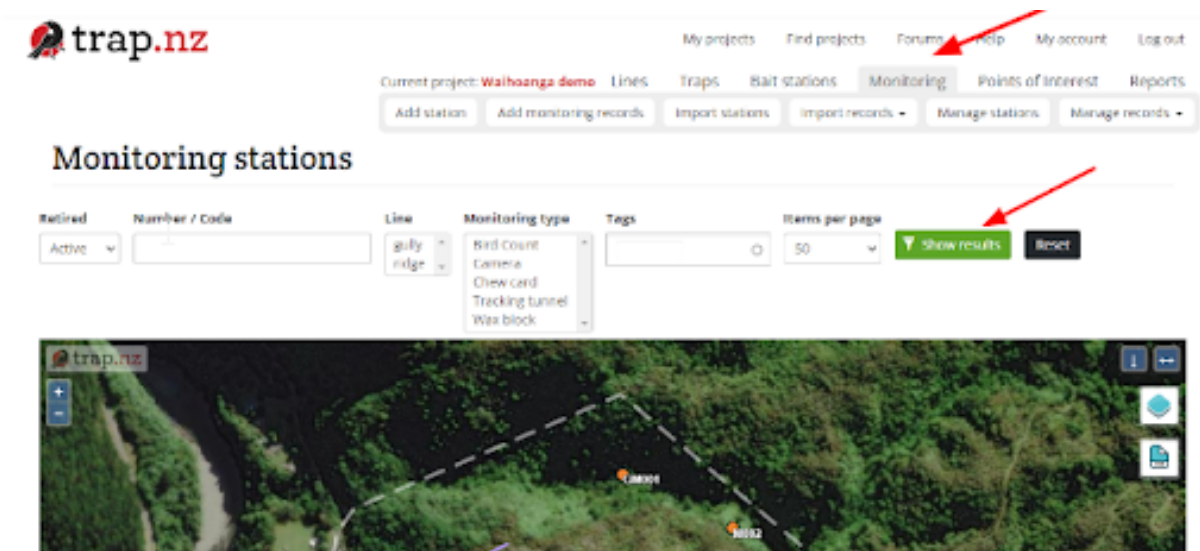 trap.nz
My projects Find projects Forums Help My account Log out
Current project: Waihoanga demo Lines Traps Bait stations Monitoring Points of Interest Reports
Add station Add monitoring records Import stations Import records Manage stations Manage records
Monitoring stations
Retired Number / Code Line Monitoring type Tags Items per page
Active gully Bird Count 50 Show results Reset
ridge Camera
Chew card
Tracking tunnel
Wax block
trap.nz